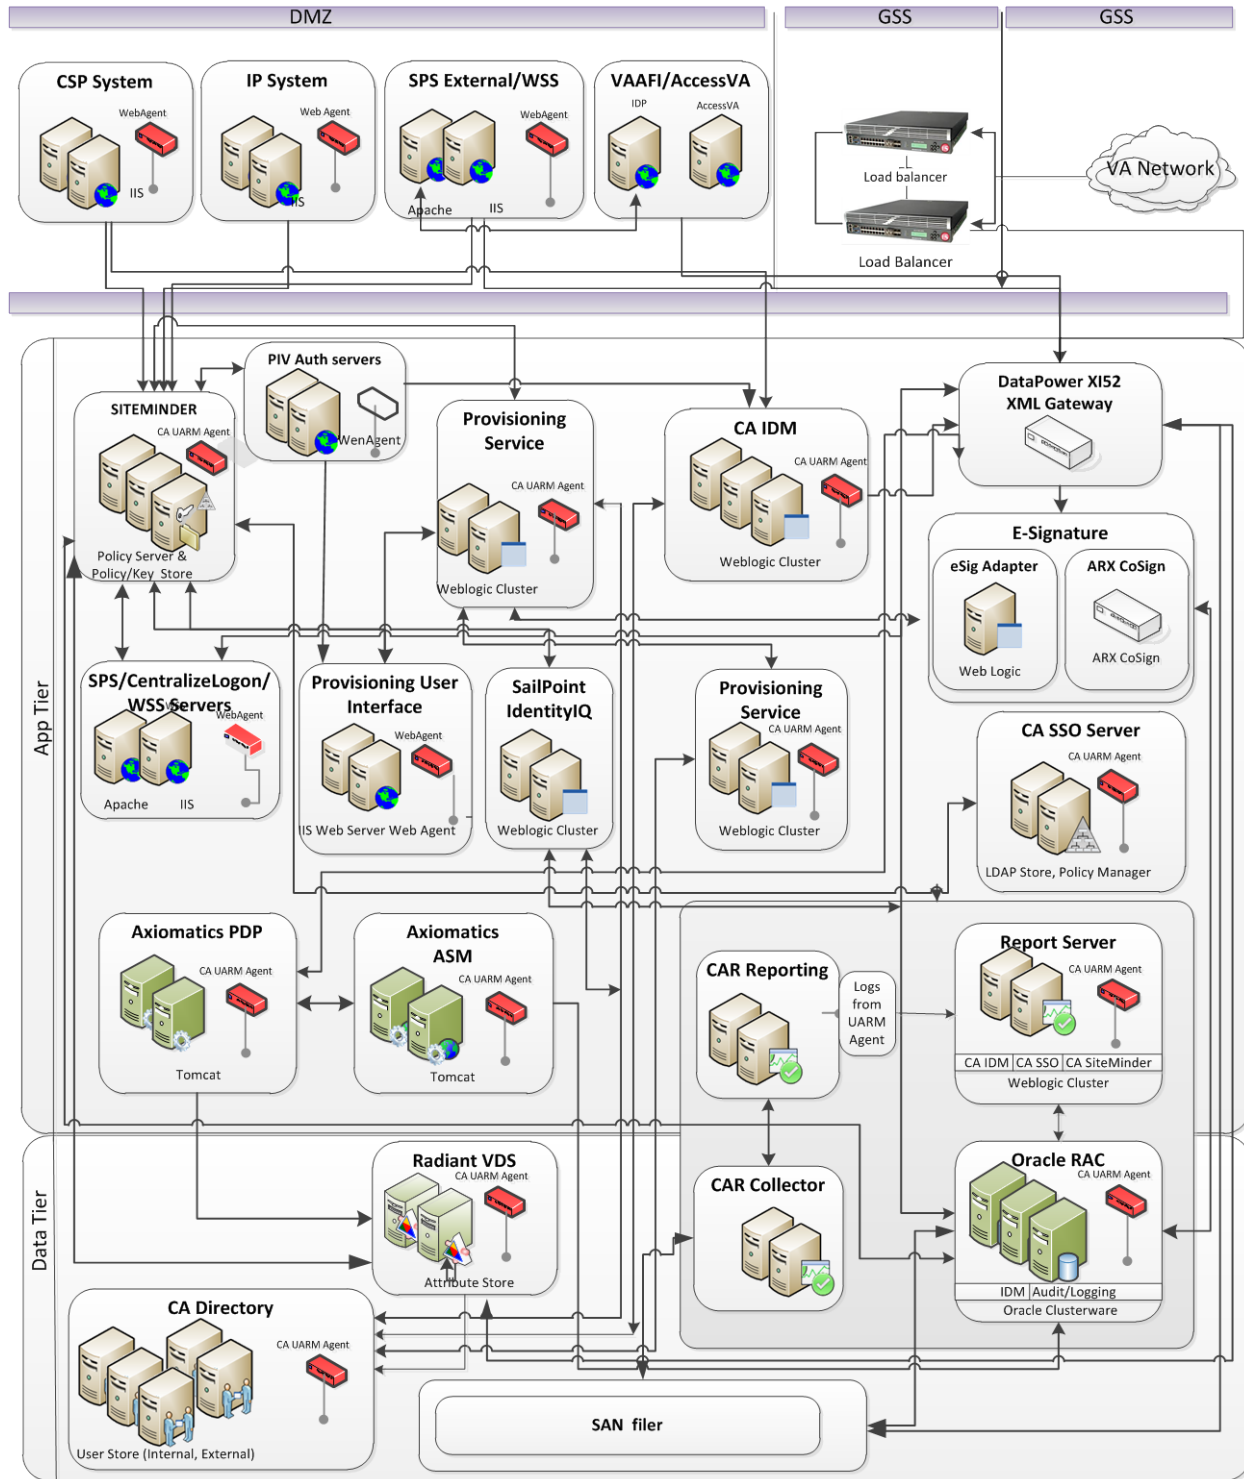 DMZ
GSS
GSS
CSP System
WebAgent
IIS
IP System
Web Agent
IIS
SPS External/WSS
WebAgent
Apache
IIS
VAAFI/AccessVA
IDP
AccessVA
Load balancer
Load Balancer
VA Network
App Tier
SITEMINDER
CA UARM Agent
Policy Server &
Policy/Key Store
PIV Auth servers
WenAgent
Provisioning
Service
CA UARM Agent
Weblogic Cluster
CA IDM
CA UARM Agent
Weblogic Cluster
DataPower XI52
XML Gateway
E-Signature
eSig Adapter
Web Logic
ARX CoSign
ARX CoSign
SPS/CentralizeLogon/
WSS Servers
WebAgent
Apache
IIS
Provisioning User
Interface
WebAgent
IIS Web Server Web Agent
SailPoint
IdentityIQ
Weblogic Cluster
Provisioning
Service
CA UARM Agent
Weblogic Cluster
CA SSO Server
CA UARM Agent
LDAP Store, Policy Manager
Axiomatics PDP
CA UARM Agent
Tomcat
Axiomatics
ASM
CA UARM Agent
Tomcat
CAR Reporting
Logs
from
UARM
Agent
Report Server
CA UARM Agent
CA IDM
CA SSO
CA SiteMinder
Weblogic Cluster
Data Tier
Radiant VDS
CA UARM Agent
Attribute Store
CAR Collector
Oracle RAC
CA UARM Agent
IDM
Audit/Logging
Oracle Clusterware
CA Directory
CA UARM Agent
User Store (Internal, External)
SAN filer